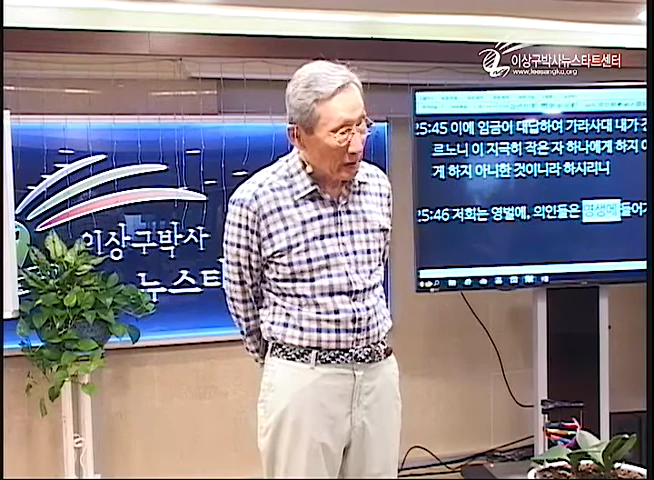 이상구박사뉴스타트센터
www.leesangku.org
25:45 이에 임금이 대답하여 가라사대 내가
르노니 이 지극히 작은 자 하나에게 하지
게 하지 아니한 것이니라 하시리니
25:46 저희는 영벌에, 의인들은 영생에 들어가
이상구박사
뉴스타